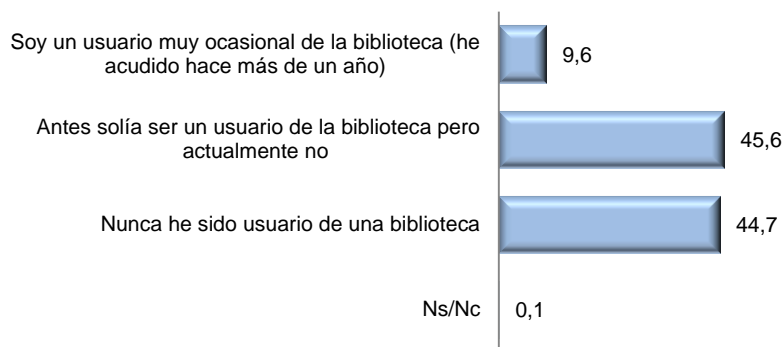 Soy un usuario muy ocasional de la biblioteca (he
acudido hace más de un año)
9,6
Antes solía ser un usuario de la biblioteca pero
actualmente no
45,6
Nunca he sido usuario de una biblioteca
44,7
Ns/Nc
0,1